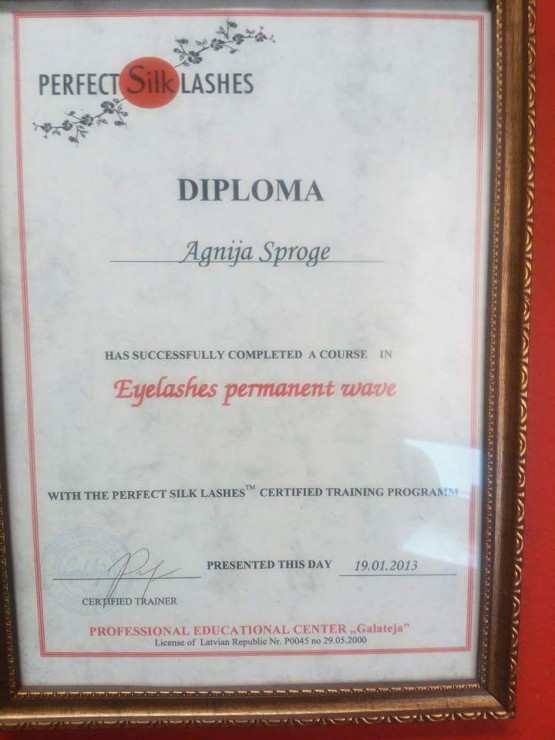 PERFECT Silk LASHES
DIPLOMA
Agnija Sproge
HAS SUCCESSFULLY COMPLETED A COURSE IN
Eyelashes permanent wave
WITH THE PERFECT SILK LASHES™ CERTIFIED TRAINING PROGRAMM
PRESENTED THIS DAY 19.01.2013
CERTIFIED TRAINER
PROFESSIONAL EDUCATIONAL CENTER „Galateja”
License of Latvian Republic Nr. P0045 no 29.05.2000